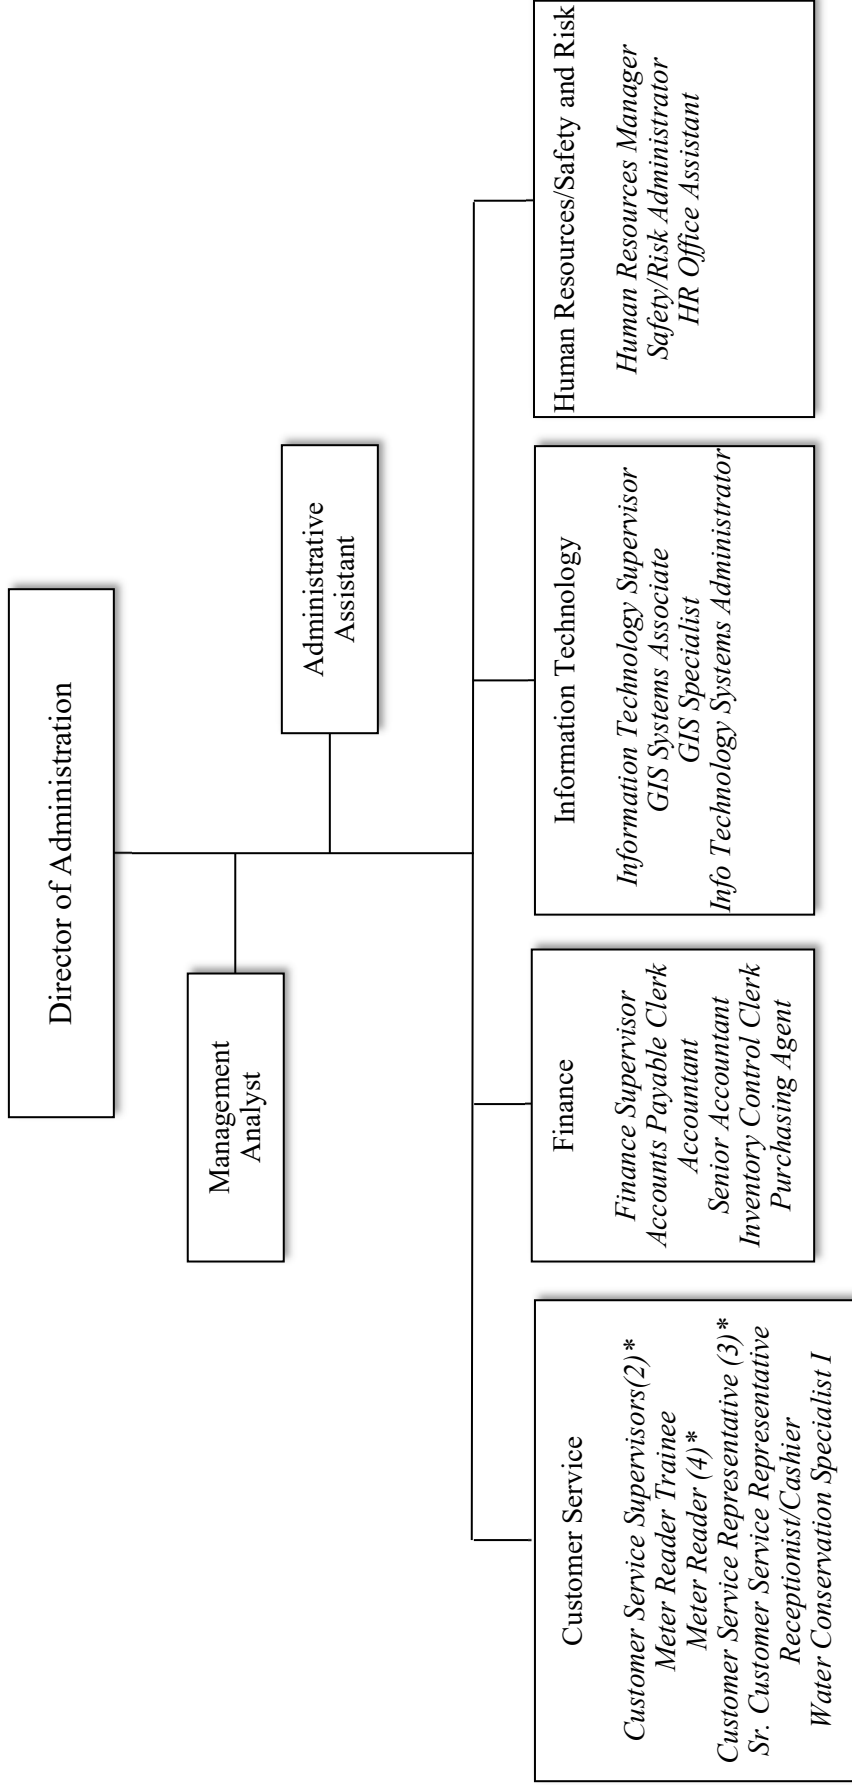 Director of Administration
Management
Analyst
Administrative
Assistant
Customer Service
Customer Service Supervisors(2)*
Meter Reader Trainee
Meter Reader (4)*
Customer Service Representative (3)*
Sr. Customer Service Representative
Receptionist/Cashier
Water Conservation Specialist I
Finance
Finance Supervisor
Accounts Payable Clerk
Accountant
Senior Accountant
Inventory Control Clerk
Purchasing Agent
Information Technology
Information Technology Supervisor
GIS Systems Associate
GIS Specialist
Info Technology Systems Administrator
Human Resources/Safety and Risk
Human Resources Manager
Safety/Risk Administrator
HR Office Assistant